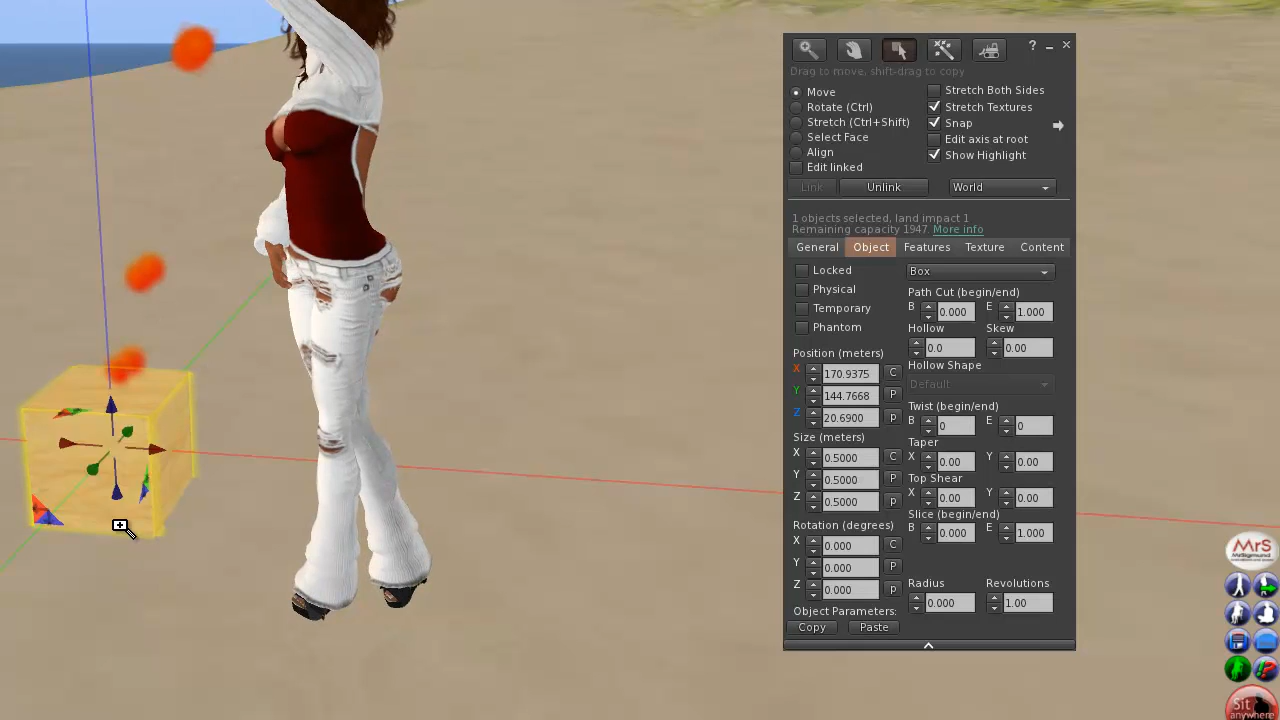 ?
Drag to move, shift-drag to copy
Move
Rotate (Ctrl)
Stretch (Ctrl+Shift)
Select Face
Align
Edit linked
Stretch Both Sides
Stretch Textures
Snap
Edit axis at root
Show Highlight
Link
Unlink
World
1 objects selected, land impact 1
Remaining capacity 1947. More info
General Object Features Texture Content
Locked
Physical
Temporary
Phantom
Position (meters)
X 170.9375 C
Y 144.7668 P
Z 20.6900 p
Size (meters)
X 0.5000 C
Y 0.5000 P
Z 0.5000 p
Rotation (degrees)
X 0.000 C
Y 0.000 P
Z 0.000 p
Object Parameters:
Copy Paste
Box
Path Cut (begin/end)
B 0.000 E 1.000
Hollow Skew
0.0 0.00
Hollow Shape
Default
Twist (begin/end)
B 0 E 0
Taper
X 0.00 Y 0.00
Top Shear
X 0.00 Y 0.00
Slice (begin/end)
B 0.000 E 1.000
Radius Revolutions
0.000 1.00
MrS
Sit
anywhere